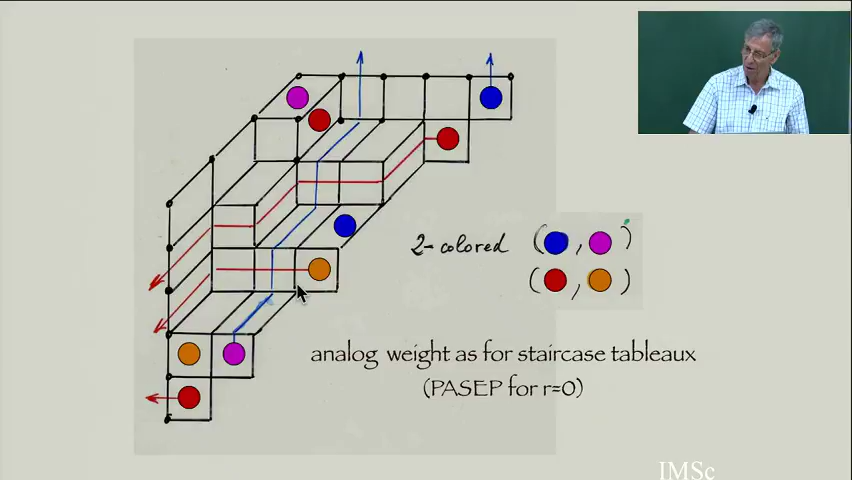 2-colored ( , )
( , )
analog weight as for staircase tableaux
(PASEP for r=0)
IMSc